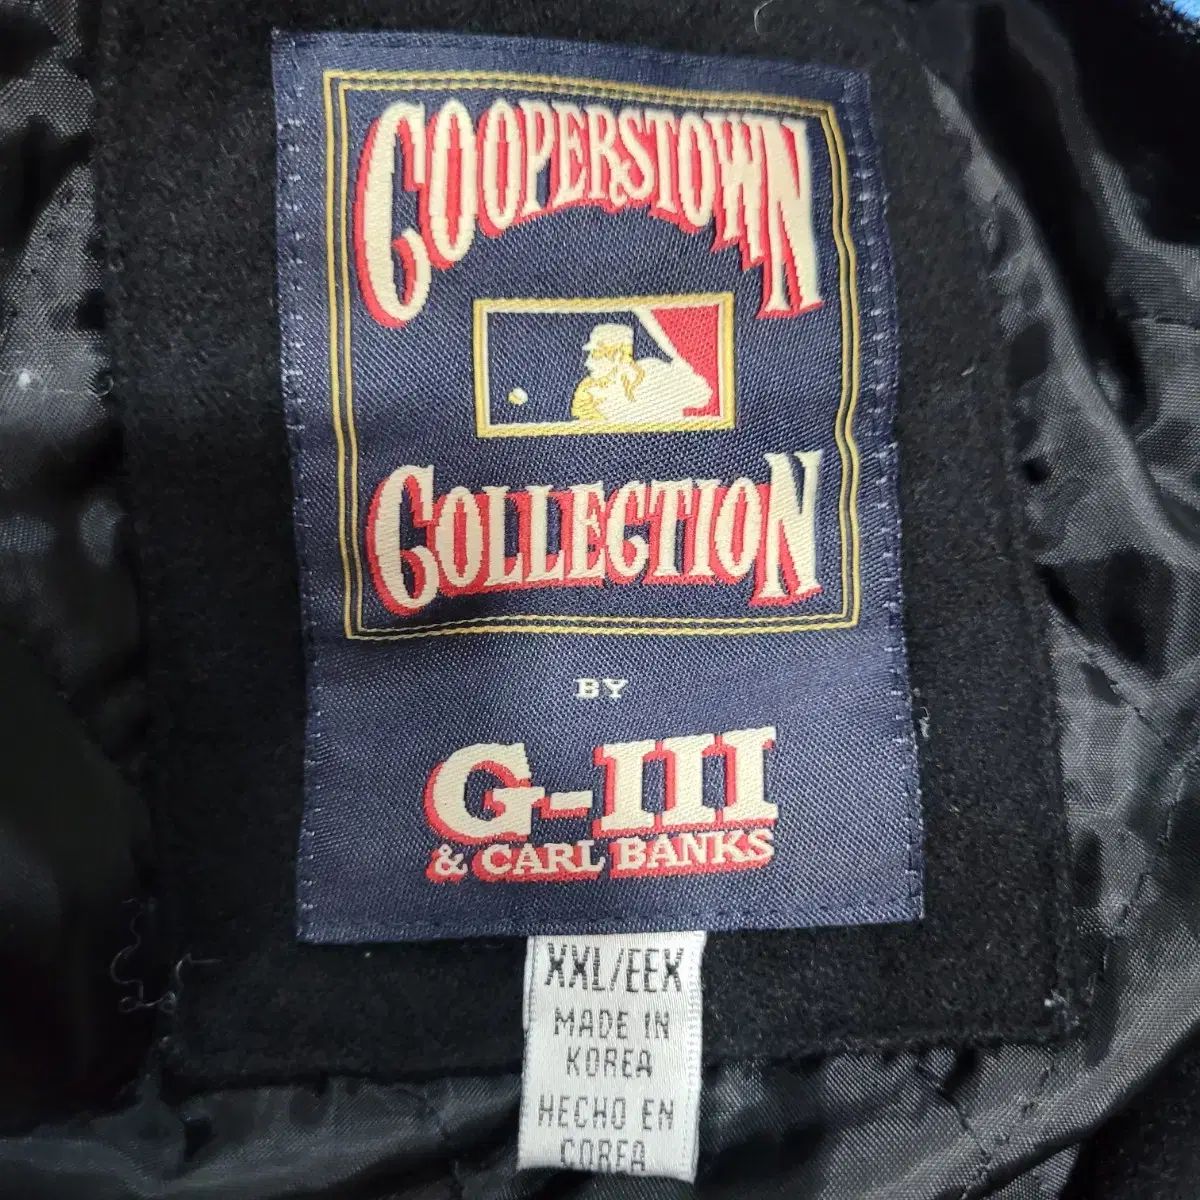 COOPERSTOWN
COLLECTION
BY
G-III
& CARL BANKS
XXL/EEX
MADE IN
KOREA
HECHO EN
COREA